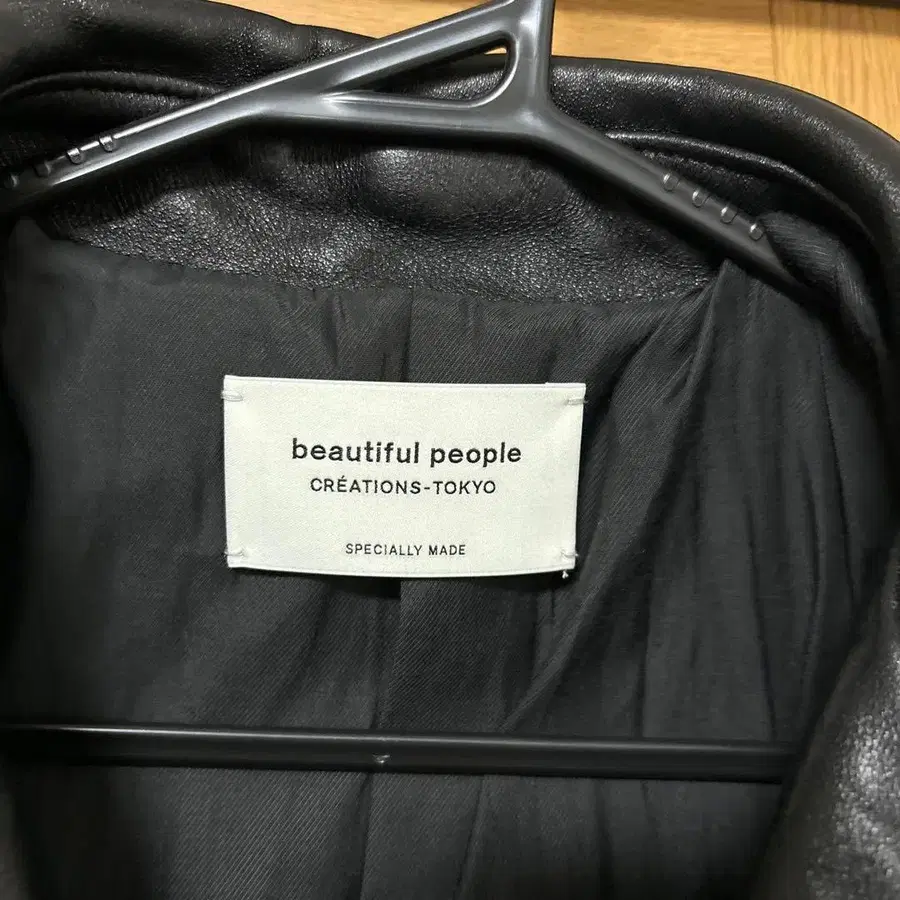 beautiful people
CRÉATIONS-TOKYO
SPECIALLY MADE